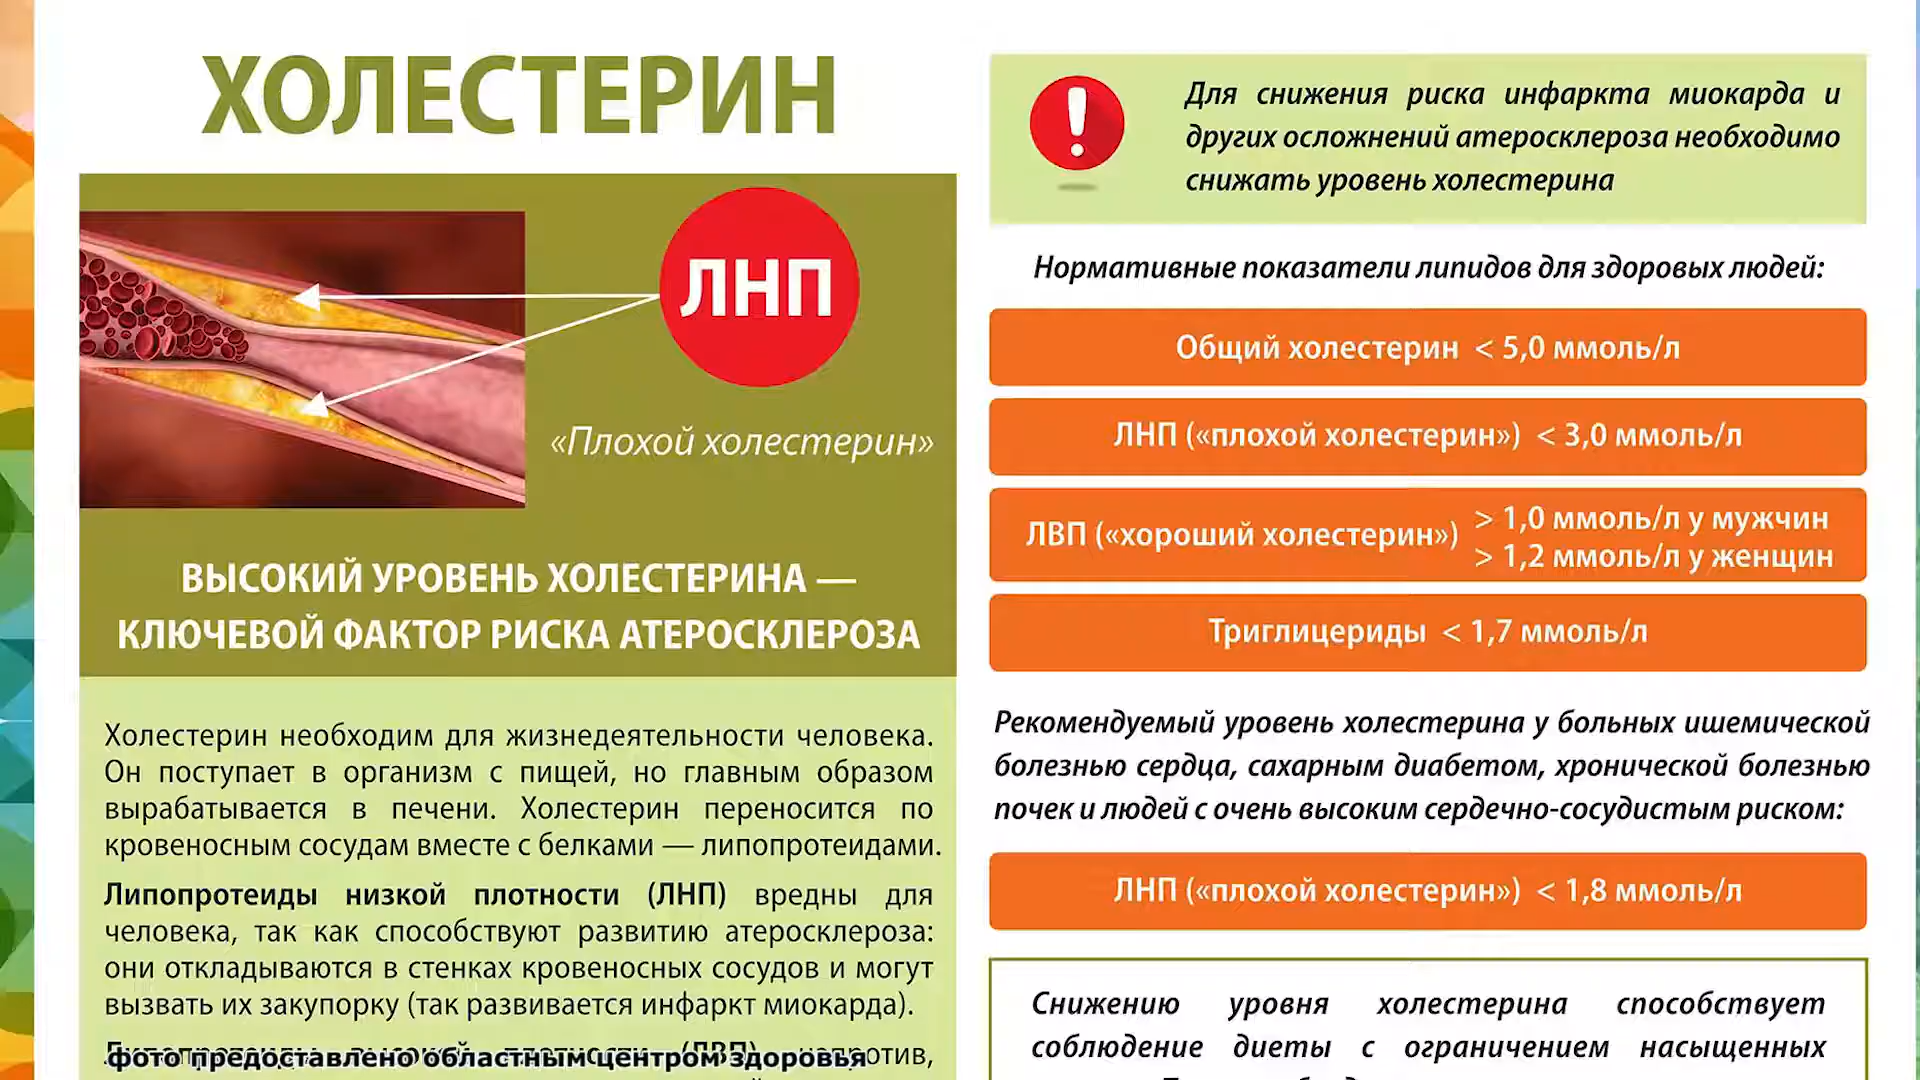 ХОЛЕСТЕРИН
ЛНП
«Плохой холестерин»
ВЫСОКИЙ УРОВЕНЬ ХОЛЕСТЕРИНА —
КЛЮЧЕВОЙ ФАКТОР РИСКА АТЕРОСКЛЕРОЗА
Холестерин необходим для жизнедеятельности человека.
Он поступает в организм с пищей, но главным образом
вырабатывается в печени. Холестерин переносится по
кровеносным сосудам вместе с белками — липопротеидами.
Липопротеиды низкой плотности (ЛНП) вредны для
человека, так как способствуют развитию атеросклероза:
они откладываются в стенках кровеносных сосудов и могут
вызвать их закупорку (так развивается инфаркт миокарда).
Липопротеиды высокой плотности (ЛВП), напротив,
фото предоставлено областным центром здоровья
Для снижения риска инфаркта миокарда и
других осложнений атеросклероза необходимо
снижать уровень холестерина
Нормативные показатели липидов для здоровых людей:
Общий холестерин < 5,0 ммоль/л
ЛНП («плохой холестерин») < 3,0 ммоль/л
ЛВП («хороший холестерин») > 1,0 ммоль/л у мужчин
> 1,2 ммоль/л у женщин
Триглицериды < 1,7 ммоль/л
Рекомендуемый уровень холестерина у больных ишемической
болезнью сердца, сахарным диабетом, хронической болезнью
почек и людей с очень высоким сердечно-сосудистым риском:
ЛНП («плохой холестерин») < 1,8 ммоль/л
Снижению уровня холестерина способствует
соблюдение диеты с ограничением насыщенных